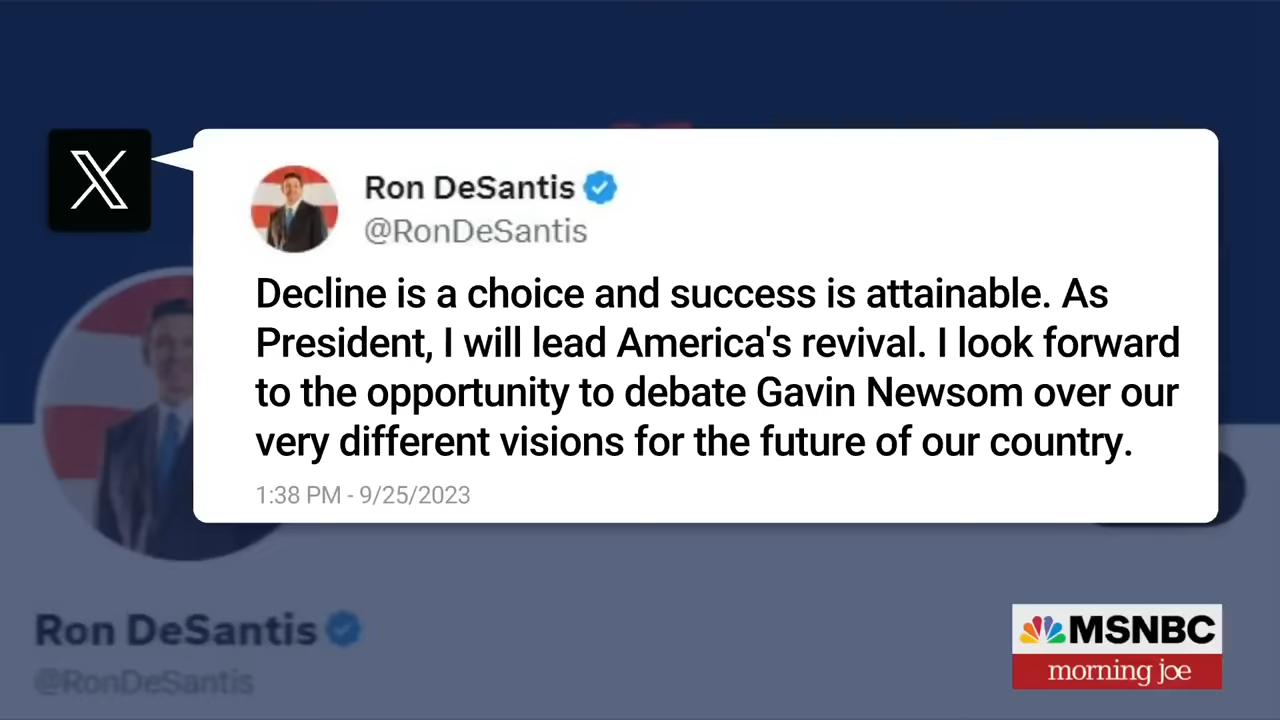 X
Ron DeSantis
@RonDeSantis
Decline is a choice and success is attainable. As
President, I will lead America's revival. I look forward
to the opportunity to debate Gavin Newsom over our
very different visions for the future of our country.
1:38 PM - 9/25/2023
Ron DeSantis
@RonDeSantis
MSNBC
morning joe